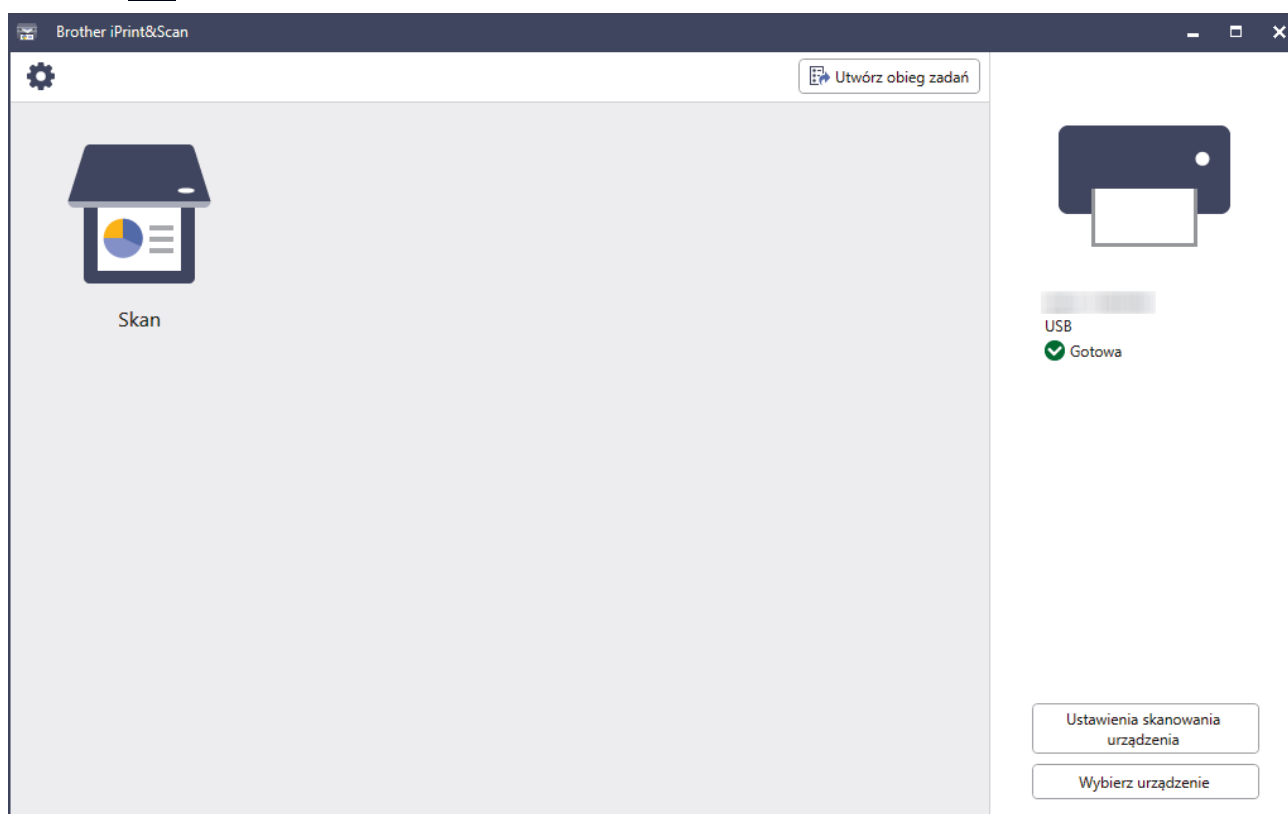 Brother iPrint&Scan
Utwórz obieg zadań
Skan
USB
Gotowa
Ustawienia skanowania
urządzenia
Wybierz urządzenie